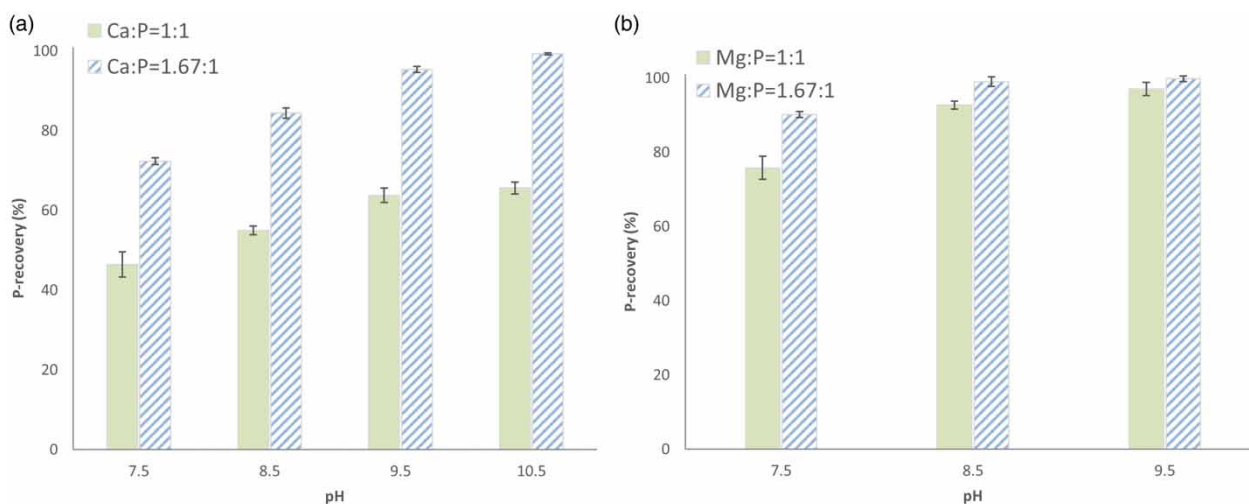 (a)
Ca:P=1:1
Ca:P=1.67:1
100
80
60
40
20
0
P-recovery (%)
7.5 8.5 9.5 10.5
pH
(b)
Mg:P=1:1
Mg:P=1.67:1
100
80
60
40
20
0
P-recovery (%)
7.5 8.5 9.5
pH